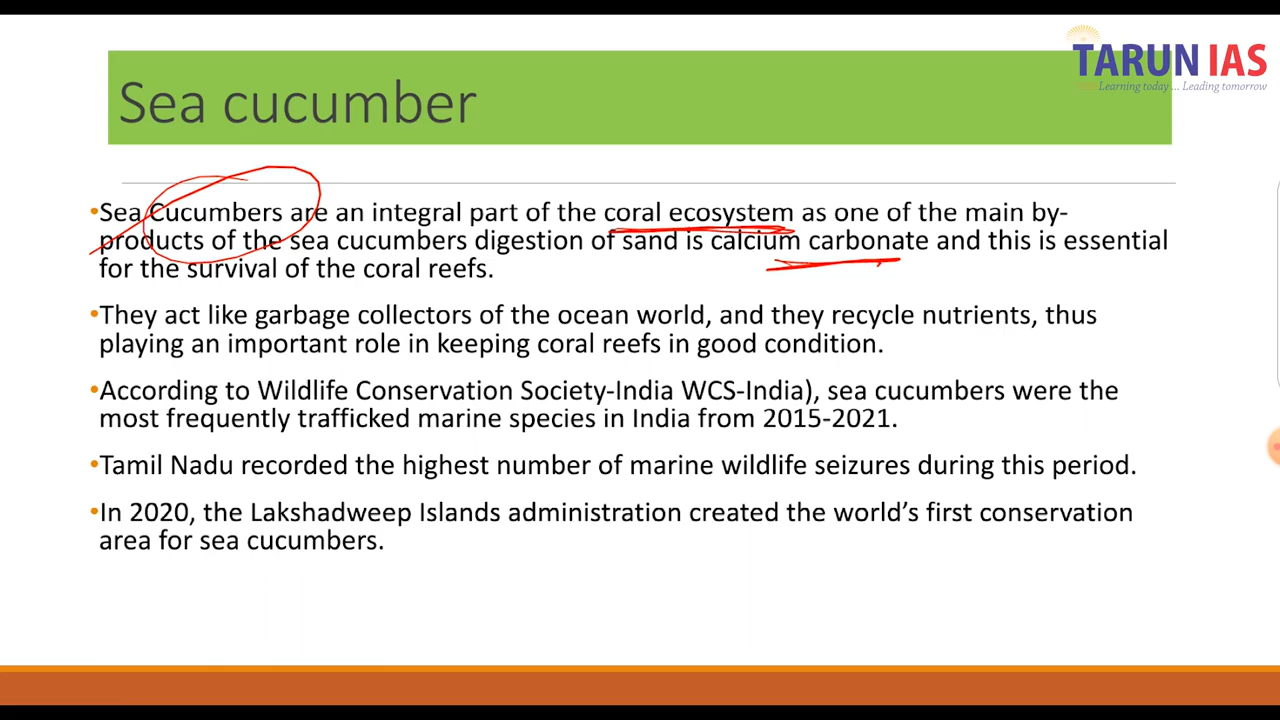 TARUN IAS
Learning today ... Leading tomorrow
Sea cucumber
•Sea Cucumbers are an integral part of the coral ecosystem as one of the main by-
products of the sea cucumbers digestion of sand is calcium carbonate and this is essential
for the survival of the coral reefs.
•They act like garbage collectors of the ocean world, and they recycle nutrients, thus
playing an important role in keeping coral reefs in good condition.
•According to Wildlife Conservation Society-India WCS-India), sea cucumbers were the
most frequently trafficked marine species in India from 2015-2021.
•Tamil Nadu recorded the highest number of marine wildlife seizures during this period.
•In 2020, the Lakshadweep Islands administration created the world’s first conservation
area for sea cucumbers.